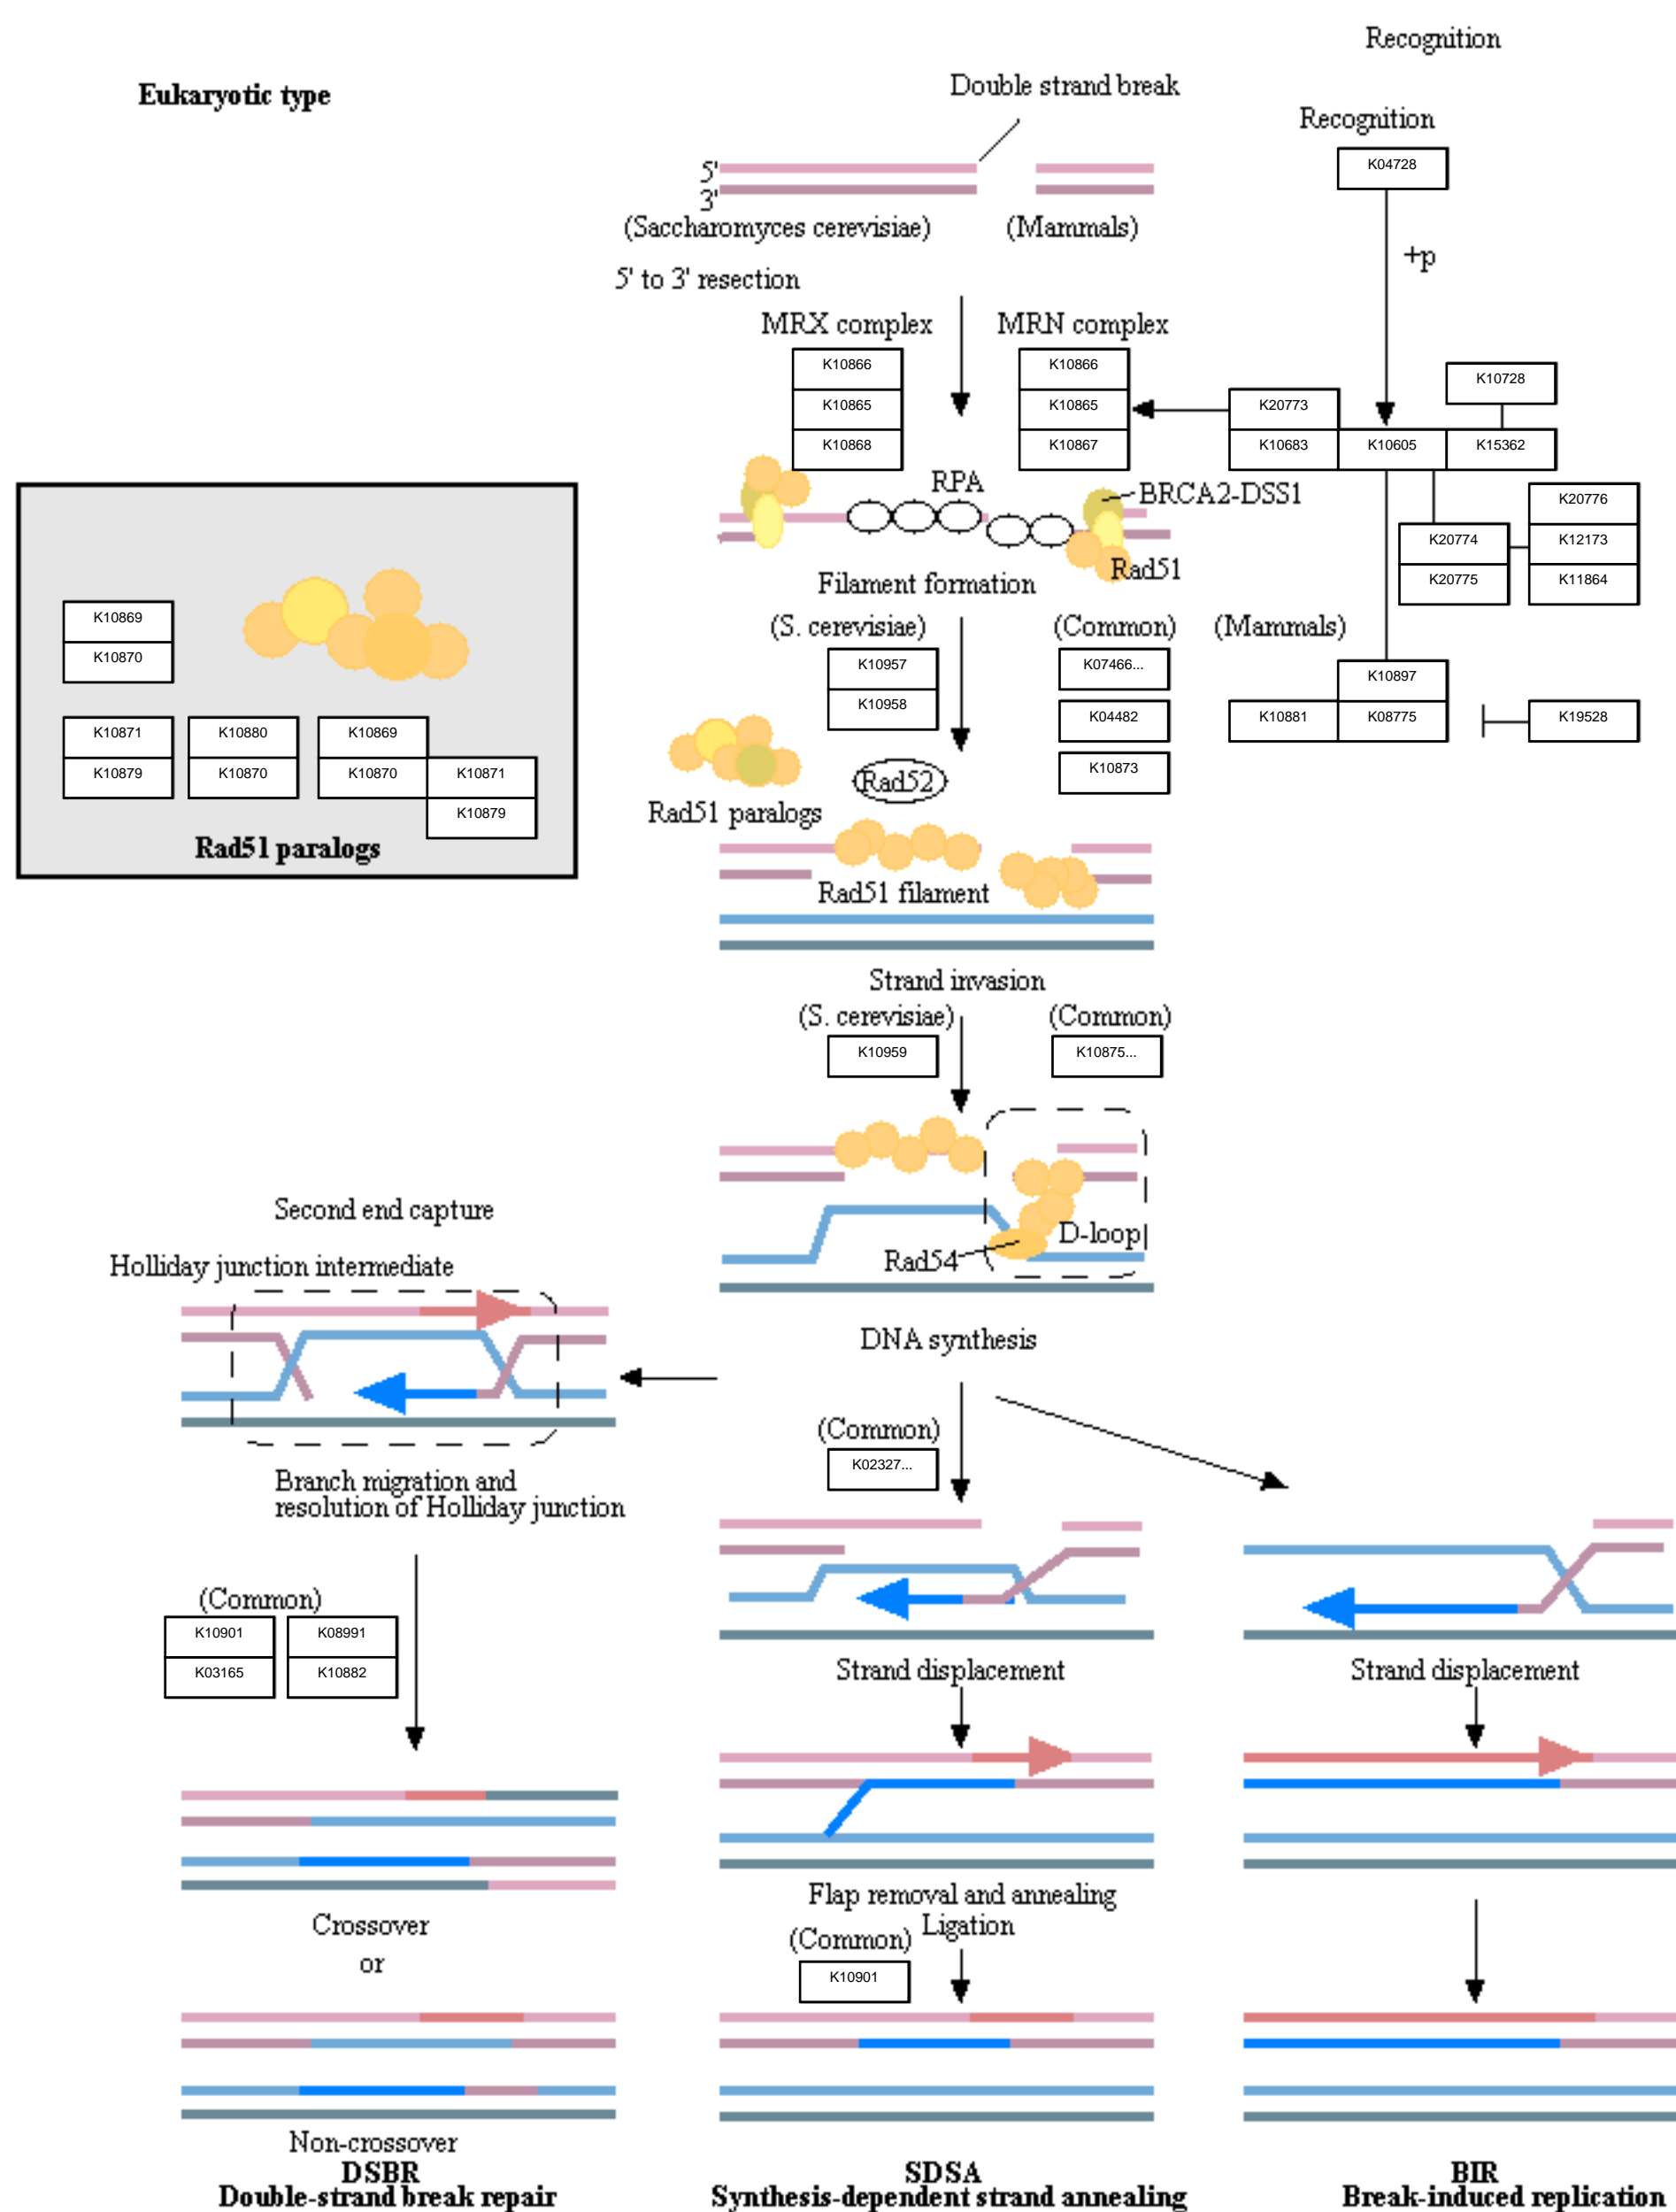 Recognition
Eukaryotic type
Double strand break
Recognition
K04728
5'
3'
(Saccharomyces cerevisiae)
(Mammals)
+p
5' to 3' resection
MRX complex
MRN complex
K10866
K10865
K10868
K10866
K10865
K10867
K20773
K10683
K10605
K15362
K10728
RPA
BRCA2-DSS1
Rad51
K20774
K20775
K20776
K12173
K11864
Filament formation
(S. cerevisiae)
(Common)
(Mammals)
K10957
K10958
K07466...
K04482
K10873
K10897
K10881
K08775
K19528
K10869
K10870
K10871
K10879
K10880
K10870
K10869
K10870
K10871
K10879
Rad51 paralogs
Rad52
Rad51 paralogs
Rad51 filament
Strand invasion
(S. cerevisiae)
(Common)
K10959
K10875...
D-loop
Rad54
Second end capture
Holliday junction intermediate
DNA synthesis
(Common)
K02327...
Branch migration and
resolution of Holliday junction
(Common)
K10901
K03165
K08991
K10882
Strand displacement
Strand displacement
Flap removal and annealing
Ligation
(Common)
K10901
Crossover
or
Non-crossover
DSBR
Double-strand break repair
SDSA
Synthesis-dependent strand annealing
BIR
Break-induced replication